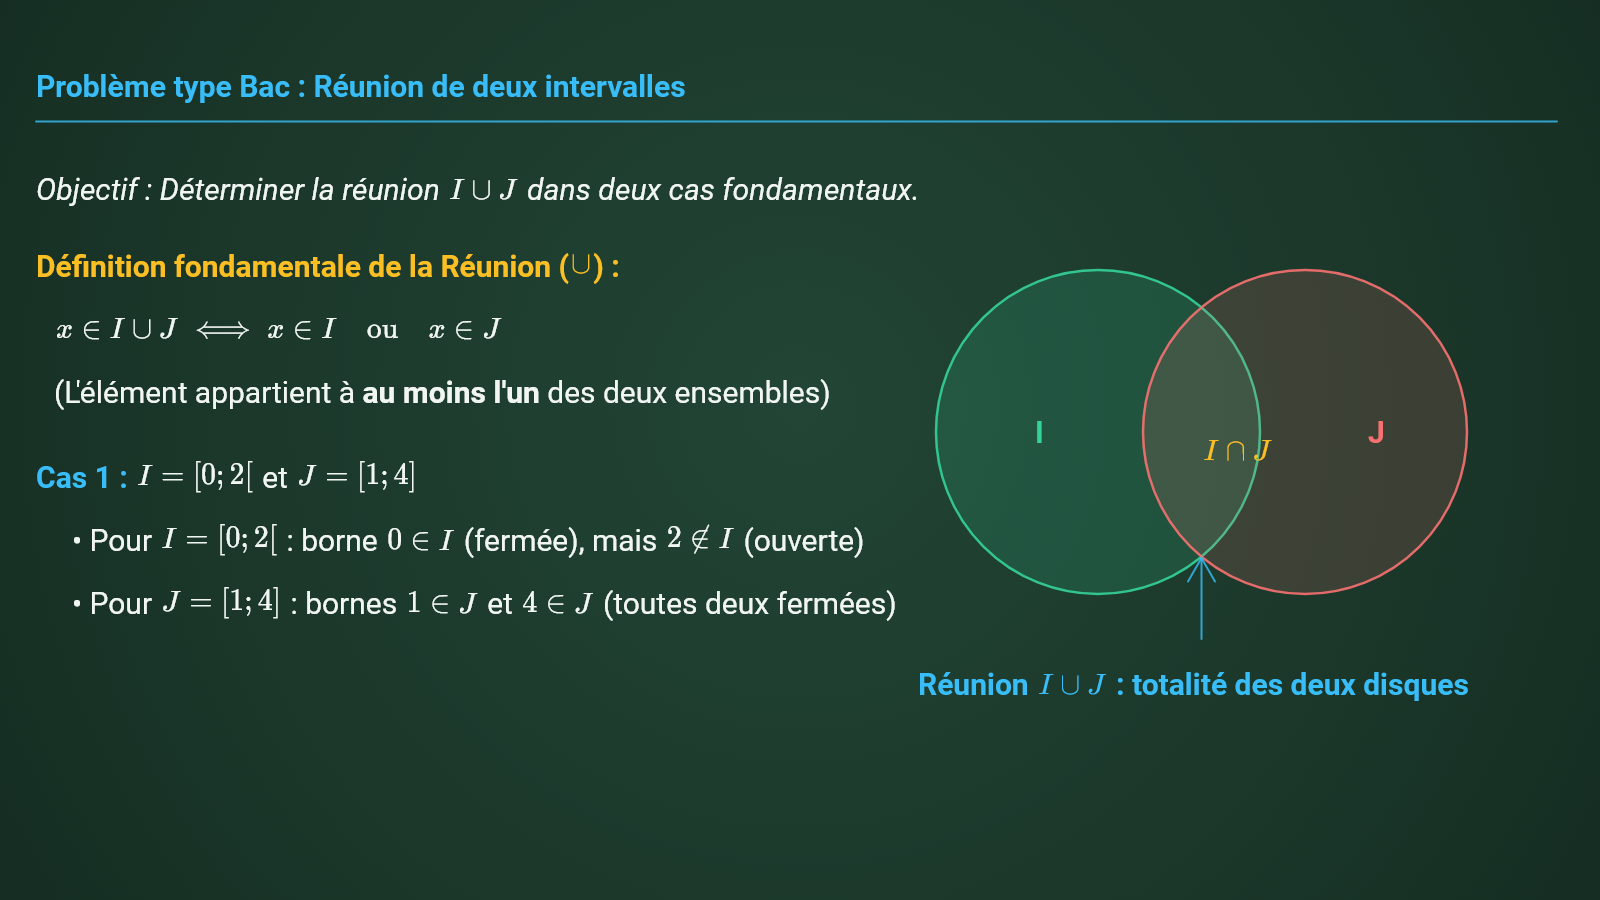 Problème type Bac : Réunion de deux intervalles
Objectif : Déterminer la réunion I ∪ J dans deux cas fondamentaux.
Définition fondamentale de la Réunion (∪) :
x ∈ I ∪ J ⟺ x ∈ I ou x ∈ J
(L'élément appartient à au moins l'un des deux ensembles)
Cas 1 : I = [0; 2[ et J = [1; 4]
• Pour I = [0; 2[ : borne 0 ∈ I (fermée), mais 2 ∉ I (ouverte)
• Pour J = [1; 4] : bornes 1 ∈ J et 4 ∈ J (toutes deux fermées)
I
I ∩ J
J
Réunion I ∪ J : totalité des deux disques